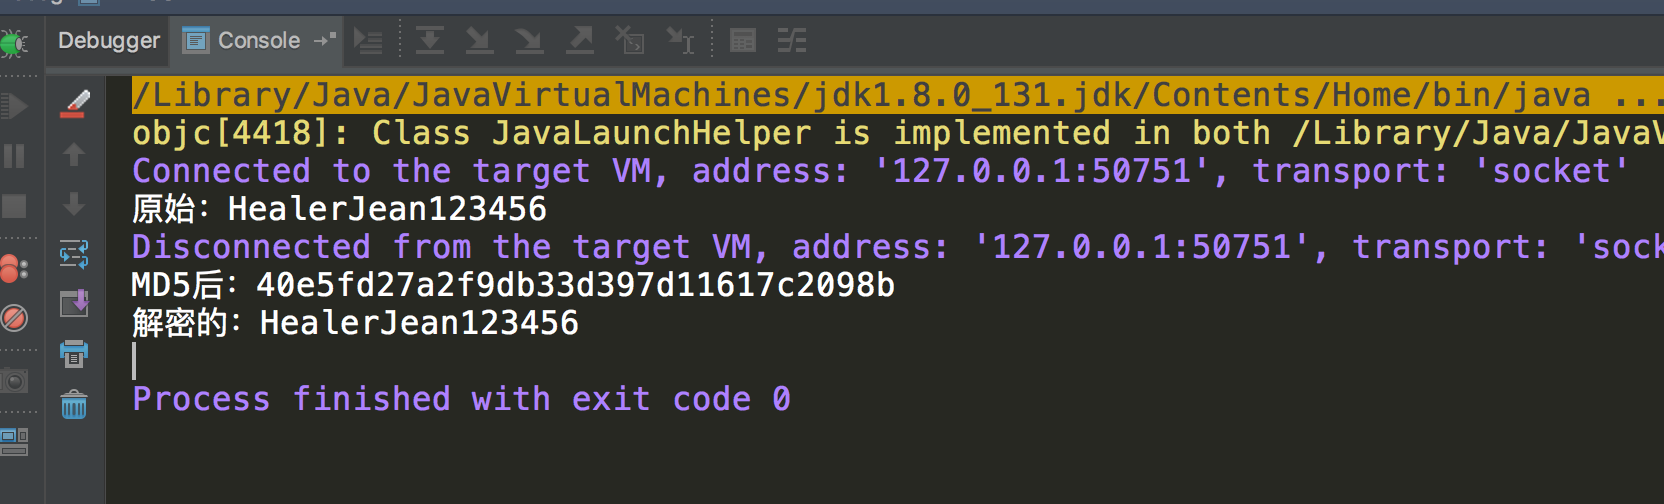 Debugger Console
/Library/Java/JavaVirtualMachines/jdk1.8.0_131.jdk/Contents/Home/bin/java ...
objc[4418]: Class JavaLaunchHelper is implemented in both /Library/Java/JavaV
Connected to the target VM, address: '127.0.0.1:50751', transport: 'socket'
原始：HealerJean123456
Disconnected from the target VM, address: '127.0.0.1:50751', transport: 'sock
MD5后：40e5fd27a2f9db33d397d11617c2098b
解密的：HealerJean123456
Process finished with exit code 0